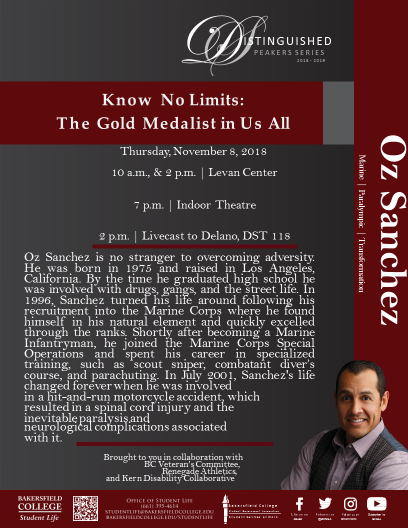 DISTINGUISHED
SPEAKERS SERIES
2018 - 2019
Know No Limits:
The Gold Medalist in Us All
Thursday, November 8, 2018
10 a.m., & 2 p.m. | Levan Center
7 p.m. | Indoor Theatre
2 p.m. | Livecast to Delano, DST 118
Oz Sanchez is no stranger to overcoming adversity.
He was born in 1975 and raised in Los Angeles,
California. By the time he graduated high school he
was involved with drugs, gangs, and the street life. In
1996, Sanchez turned his life around following his
recruitment into the Marine Corps where he found
himself in his natural element and quickly excelled
through the ranks. Shortly after becoming a Marine
Infantryman, he joined the Marine Corps Special
Operations and spent his career in specialized
training, such as scout sniper, combatant diver's
course, and parachuting. In July 2001, Sanchez's life
changed forever when he was involved
in a hit-and-run motorcycle accident, which
resulted in a spinal cord injury and the
inevitable paralysis and
neurological complications associated
with it.
Oz Sanchez
Marine | Paralympic | Transformation
Brought to you in collaboration with
BC Veteran's Committee,
Renegade Athletics,
and Kern Disability Collaborative
BAKERSFIELD
COLLEGE
Student Life
Office of Student Life
(661) 395-4614
studentlife@bakersfieldcollege.edu
bakersfieldcollege.edu/studentlife
Bakersfield College